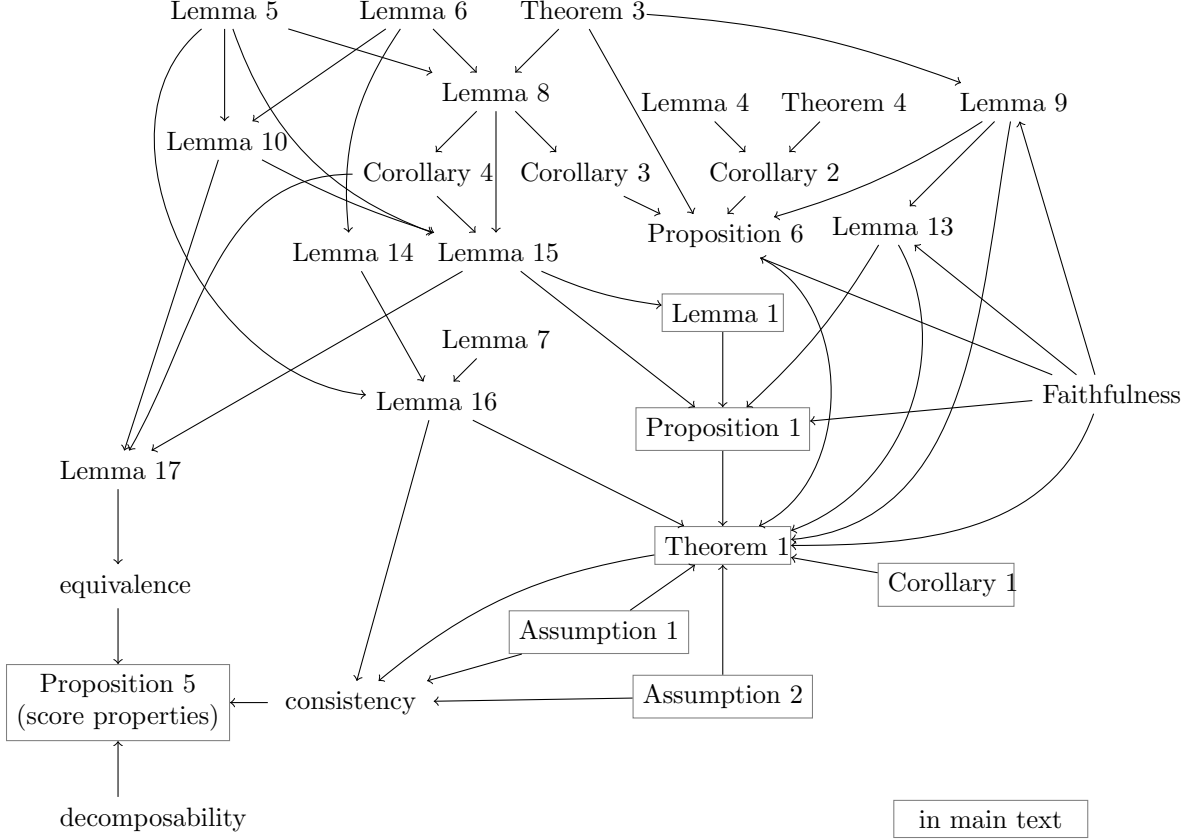 Lemma 5
Lemma 6
Theorem 3
Lemma 8
Lemma 4
Theorem 4
Lemma 9
Lemma 10
Corollary 4
Corollary 3
Corollary 2
Lemma 13
Proposition 6
Lemma 14
Lemma 15
Lemma 1
Lemma 7
Faithfulness
Lemma 16
Proposition 1
Lemma 17
Theorem 1
equivalence
Corollary 1
Assumption 1
Proposition 5
(score properties)
consistency
Assumption 2
decomposability
in main text